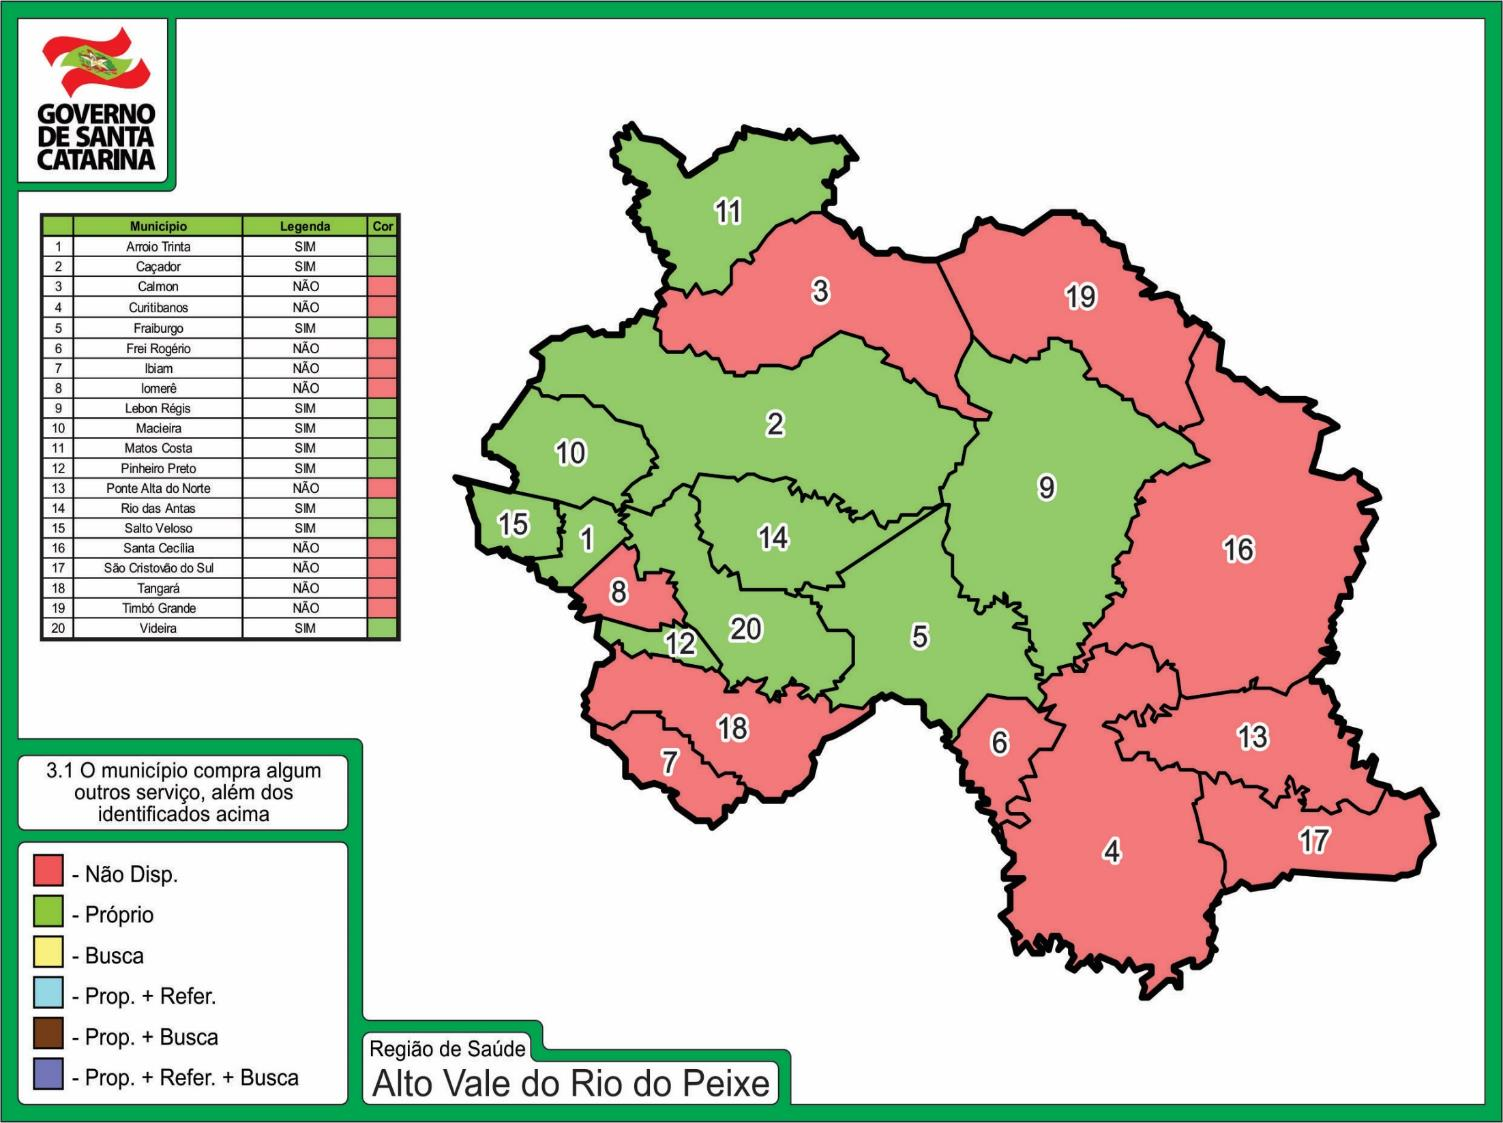 GOVERNO
DE SANTA
CATARINA
Município Legenda Cor
1 Arroio Trinta SIM
2 Caçador SIM
3 Calmon NÃO
4 Curitibanos NÃO
5 Fraiburgo SIM
6 Frei Rogério NÃO
7 Ibiam NÃO
8 Iomerê NÃO
9 Lebon Régis SIM
10 Macieira SIM
11 Matos Costa SIM
12 Pinheiro Preto SIM
13 Ponte Alta do Norte NÃO
14 Rio das Antas SIM
15 Salto Veloso SIM
16 Santa Cecília NÃO
17 São Cristovão do Sul NÃO
18 Tangará NÃO
19 Timbó Grande NÃO
20 Videira SIM
11
3
19
2
10
9
15
1
14
16
8
12
20
5
18
7
6
13
4
17
3.1 O município compra algum
outros serviço, além dos
identificados acima
- Não Disp.
- Próprio
- Busca
- Prop. + Refer.
- Prop. + Busca
- Prop. + Refer. + Busca
Região de Saúde
Alto Vale do Rio do Peixe